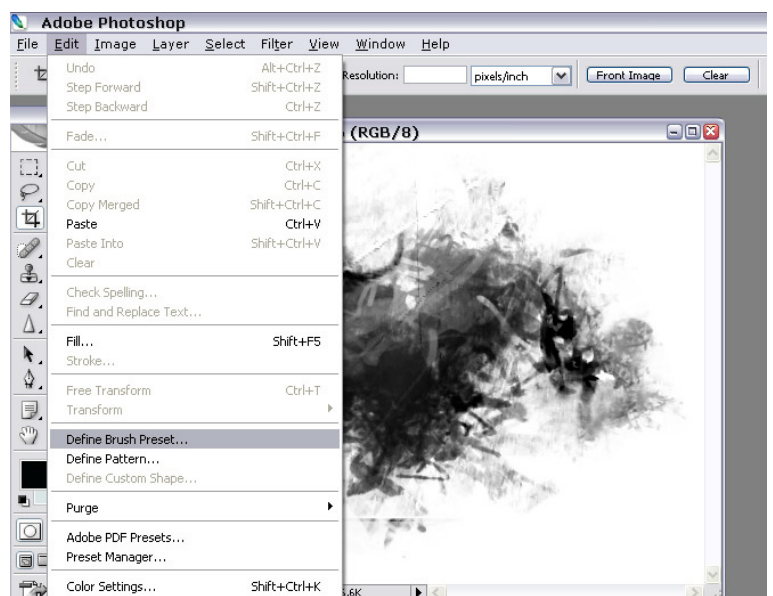 Adobe Photoshop
File Edit Image Layer Select Filter View Window Help
Resolution: pixels/inch Front Image Clear
Undo Alt+Ctrl+Z
Step Forward Shift+Ctrl+Z
Step Backward Ctrl+Z
Fade... Shift+Ctrl+F
(RGB/8)
Cut Ctrl+X
Copy Ctrl+C
Copy Merged Shift+Ctrl+C
Paste Ctrl+V
Paste Into Shift+Ctrl+V
Clear
Check Spelling...
Find and Replace Text...
Fill... Shift+F5
Stroke...
Free Transform Ctrl+T
Transform
Define Brush Preset...
Define Pattern...
Define Custom Shape...
Purge
Adobe PDF Presets...
Preset Manager...
Color Settings... Shift+Ctrl+K